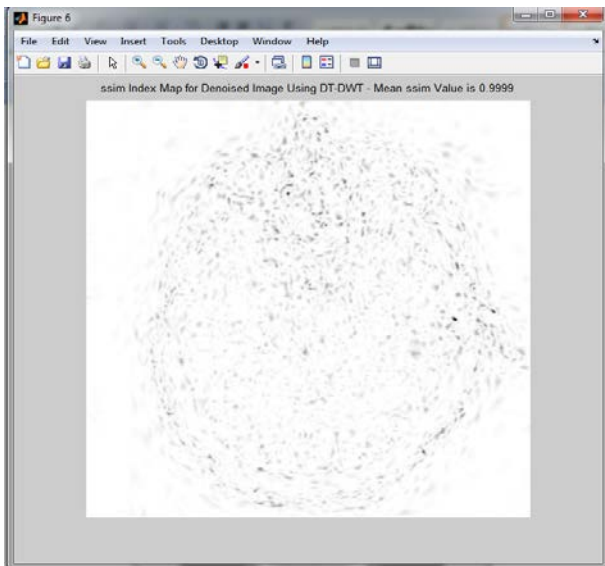 Figure 6
File Edit View Insert Tools Desktop Window Help
ssim Index Map for Denoised Image Using DT-DWT - Mean ssim Value is 0.9999